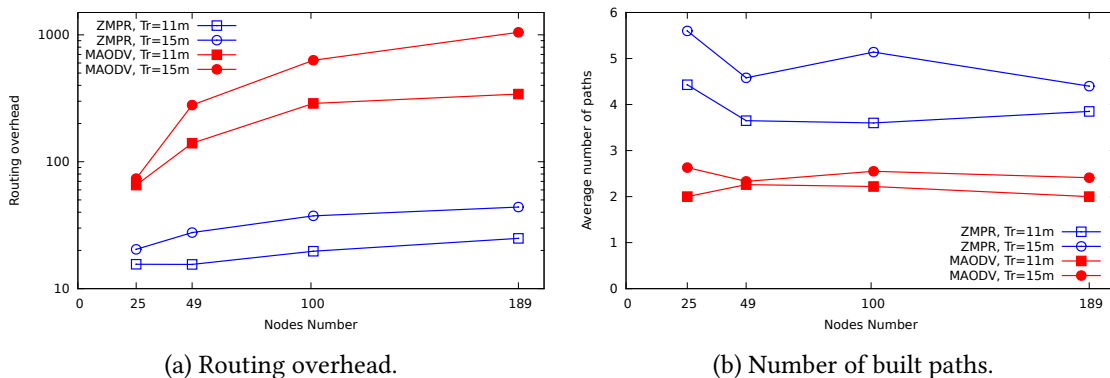 ZMPR, Tr=11m
ZMPR, Tr=15m
MAODV, Tr=11m
MAODV, Tr=15m
1000
100
10
Routing overhead
0 25 49 100 189
Nodes Number
(a) Routing overhead.
6
5
4
3
2
1
0
Average number of paths
ZMPR, Tr=11m
ZMPR, Tr=15m
MAODV, Tr=11m
MAODV, Tr=15m
0 25 49 100 189
Nodes Number
(b) Number of built paths.